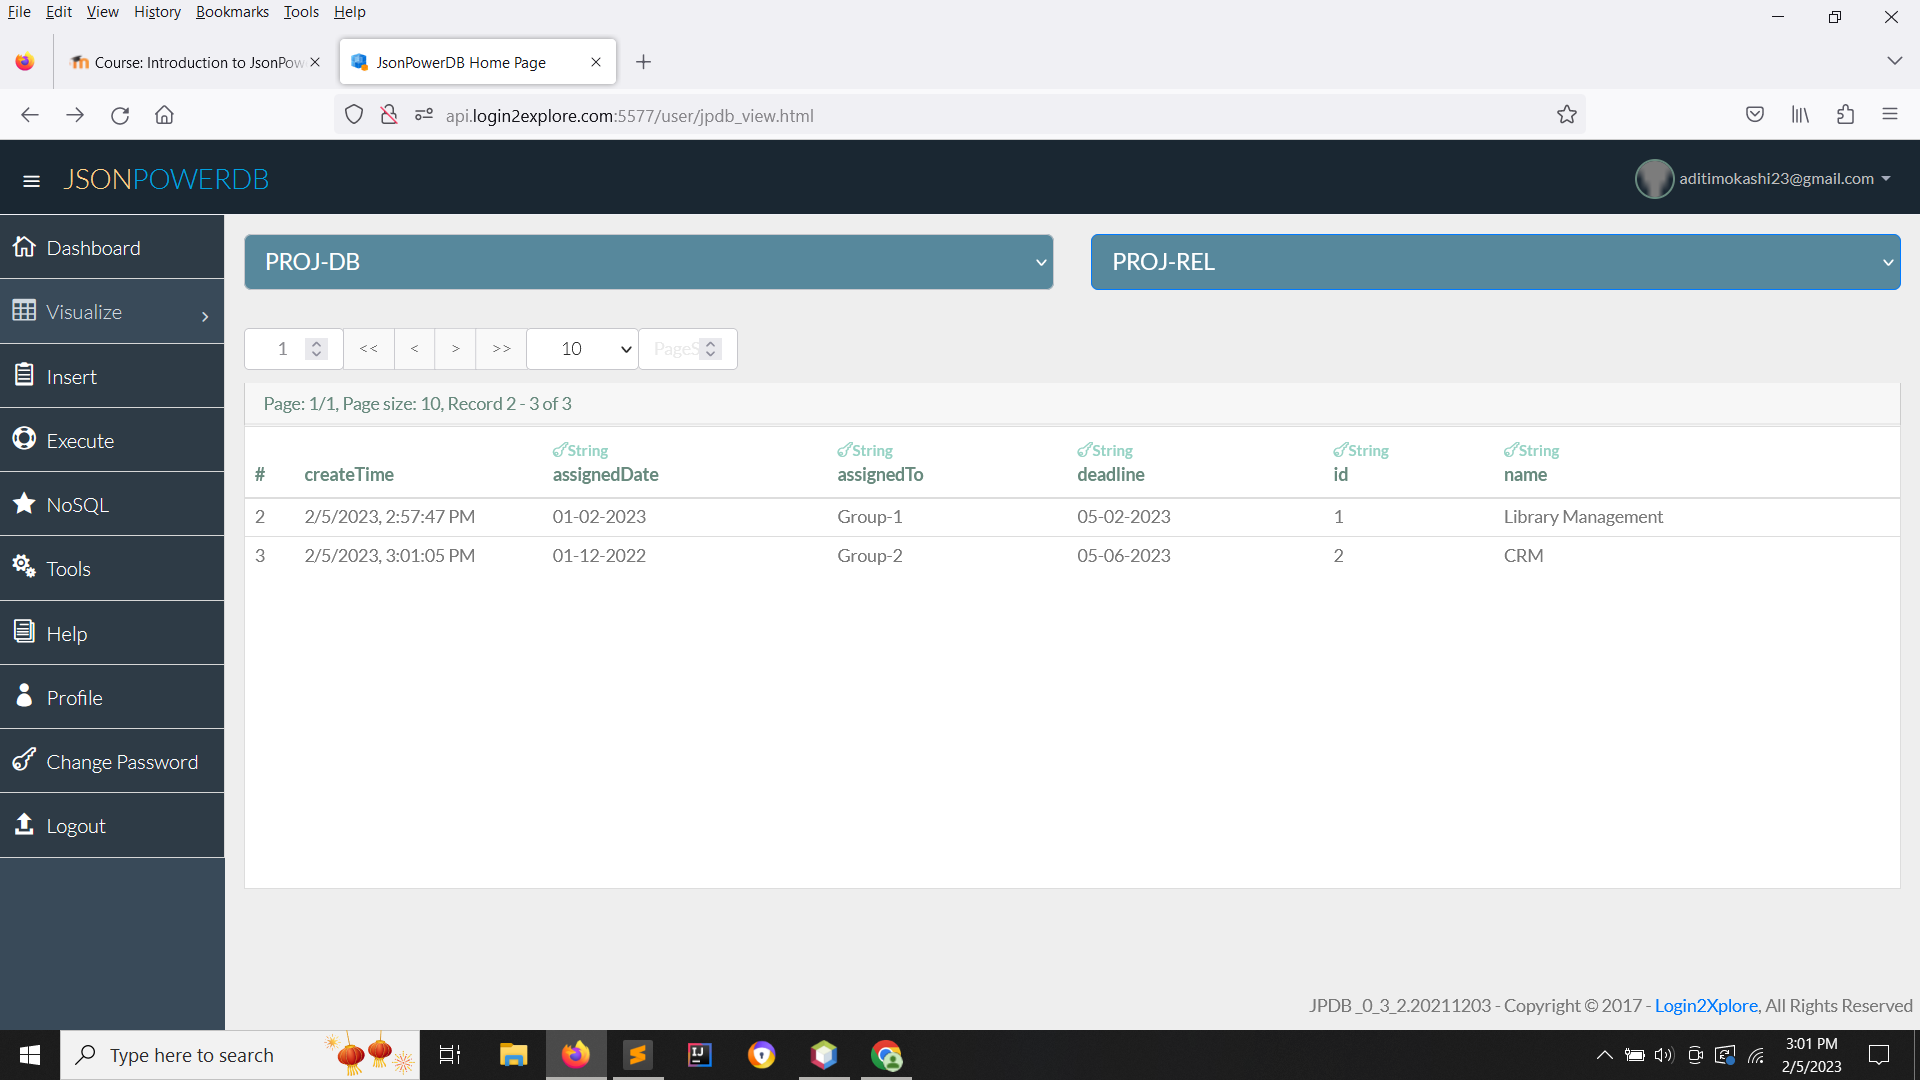 File Edit View History Bookmarks Tools Help
Course: Introduction to JsonPow
JsonPowerDB Home Page
api.login2explore.com:5577/user/jpdb_view.html
JSONPOWERDB
aditimokashi23@gmail.com
Dashboard
Visualize
Insert
Execute
NoSQL
Tools
Help
Profile
Change Password
Logout
PROJ-DB
PROJ-REL
1 << < > >> 10 PageS
Page: 1/1, Page size: 10, Record 2 - 3 of 3
String String String String String
# createTime assignedDate assignedTo deadline id name
2 2/5/2023, 2:57:47 PM 01-02-2023 Group-1 05-02-2023 1 Library Management
3 2/5/2023, 3:01:05 PM 01-12-2022 Group-2 05-06-2023 2 CRM
JPDB_0_3_2.20211203 - Copyright © 2017 - Login2Xplore, All Rights Reserved
Type here to search
3:01 PM
2/5/2023